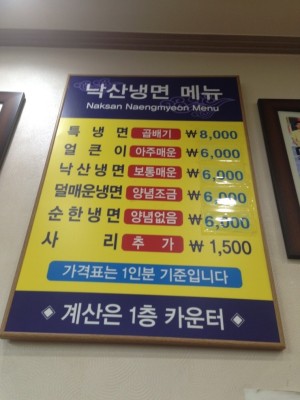 낙산냉면 메뉴
Naksan Naengmyeon Menu
특냉면 곱배기 ₩8,000
얼큰이 아주매운 ₩6,000
낙산냉면 보통매운 ₩6,000
덜매운냉면 양념조금 ₩6,000
순한냉면 양념없음 ₩6,000
사리 추가 ₩1,500
가격표는 1인분 기준입니다
◈ 계산은 1층 카운터 ◈